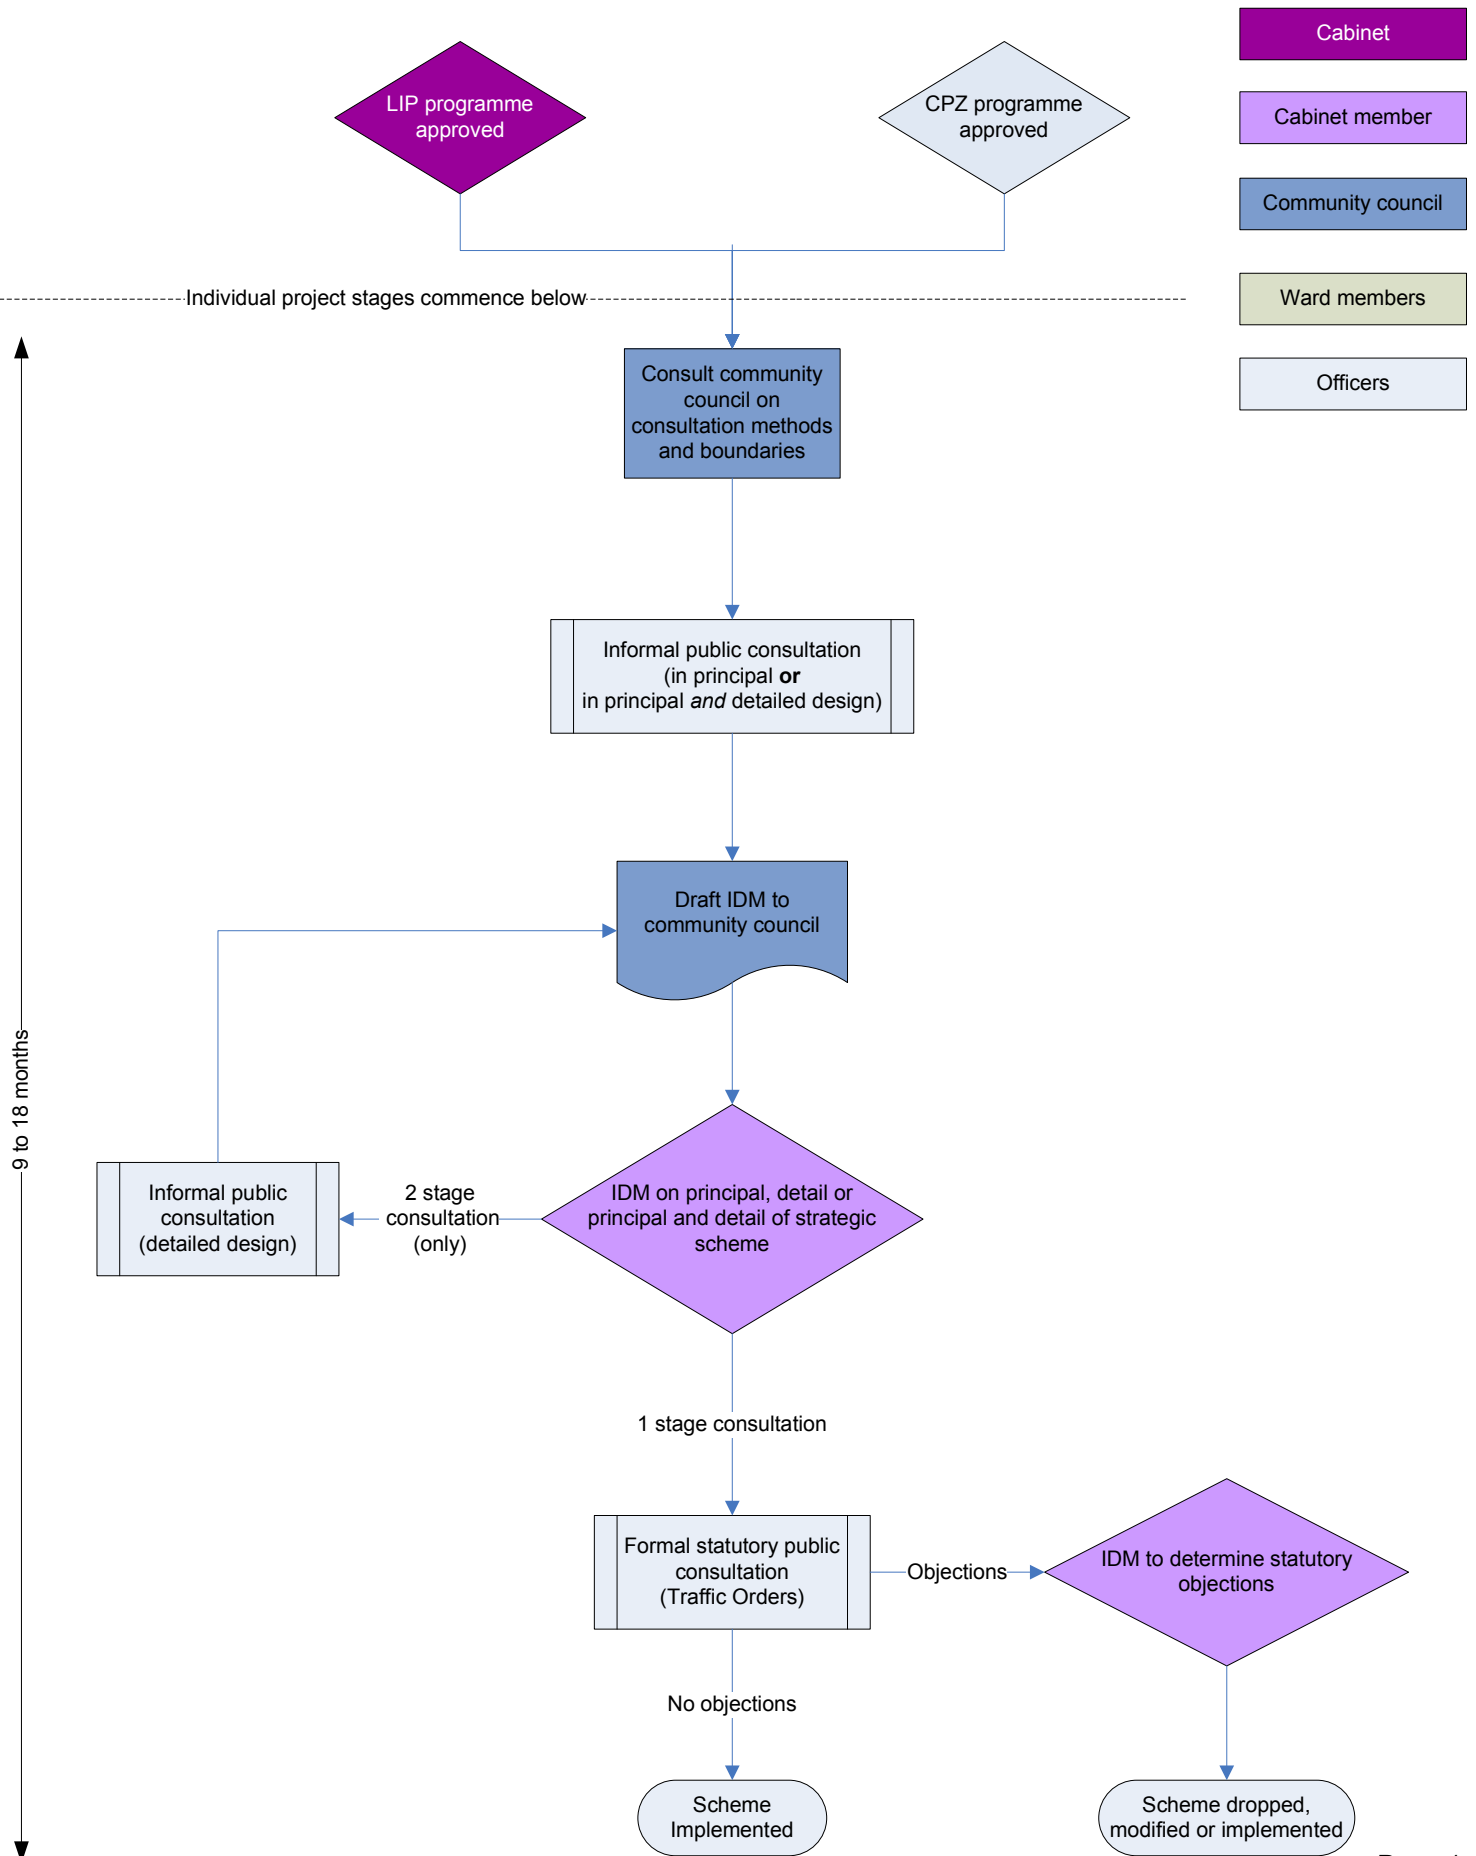 LIP programme
approved
CPZ programme
approved
Cabinet
Cabinet member
Community council
Ward members
Officers
Individual project stages commence below
Consult community
council on
consultation methods
and boundaries
Informal public consultation
(in principal or
in principal and detailed design)
Draft IDM to
community council
9 to 18 months
Informal public
consultation
(detailed design)
2 stage
consultation
(only)
IDM on principal, detail or
principal and detail of strategic
scheme
1 stage consultation
Formal statutory public
consultation
(Traffic Orders)
Objections
IDM to determine statutory
objections
No objections
Scheme
Implemented
Scheme dropped,
modified or implemented